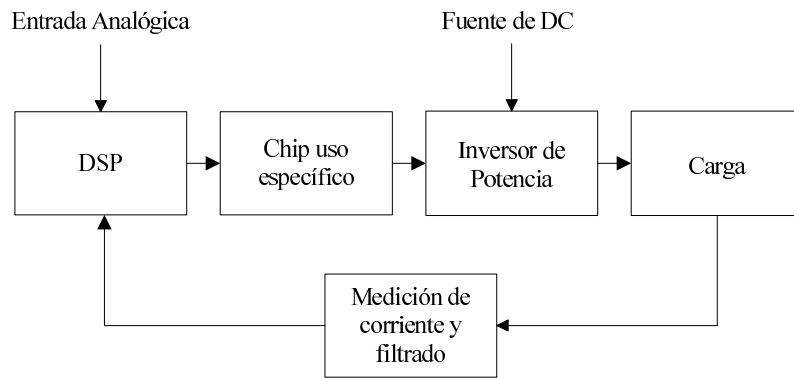 Entrada Analógica
Fuente de DC
DSP
Chip uso
específico
Inversor de
Potencia
Carga
Medición de
corriente y
filtrado